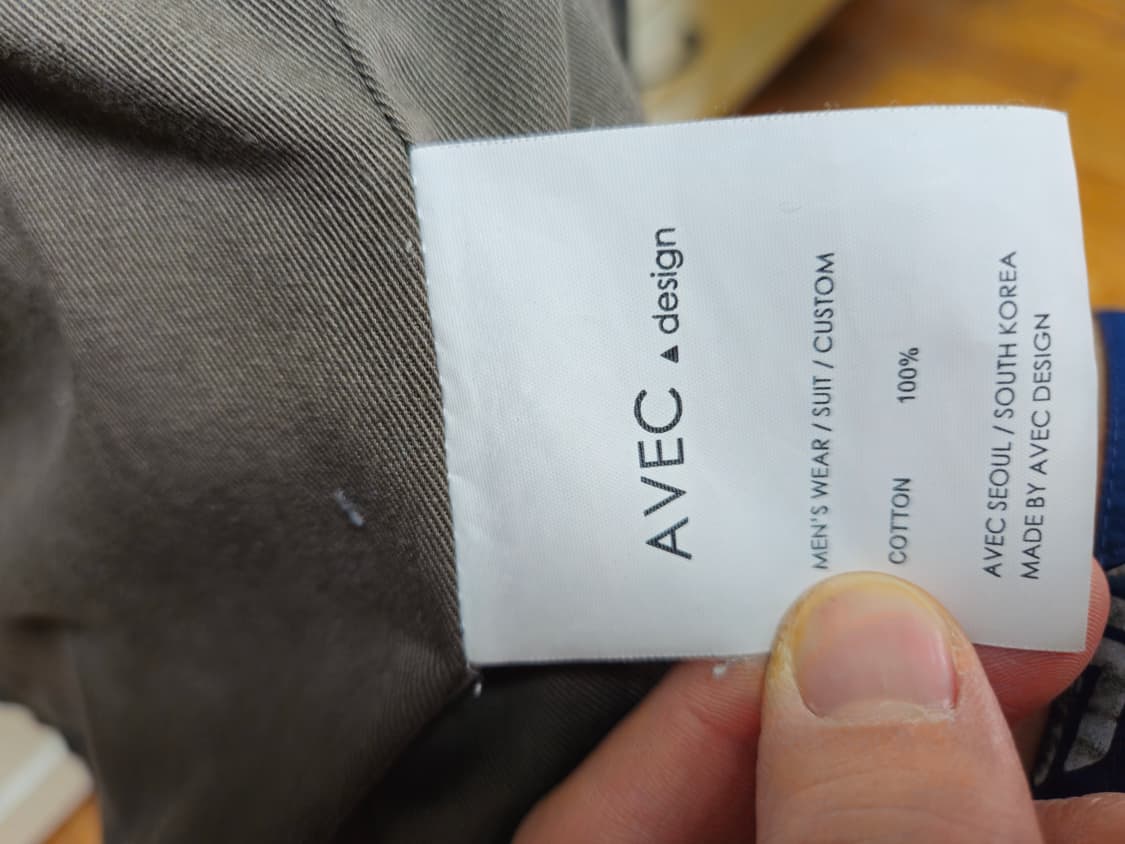 AVEC ▲ design
MEN'S WEAR / SUIT / CUSTOM
COTTON 100%
AVEC SEOUL / SOUTH KOREA
MADE BY AVEC DESIGN